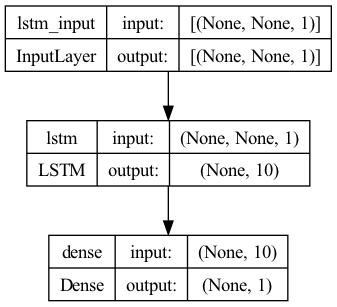 lstm_input input: [(None, None, 1)]
InputLayer output: [(None, None, 1)]
lstm input: (None, None, 1)
LSTM output: (None, 10)
dense input: (None, 10)
Dense output: (None, 1)